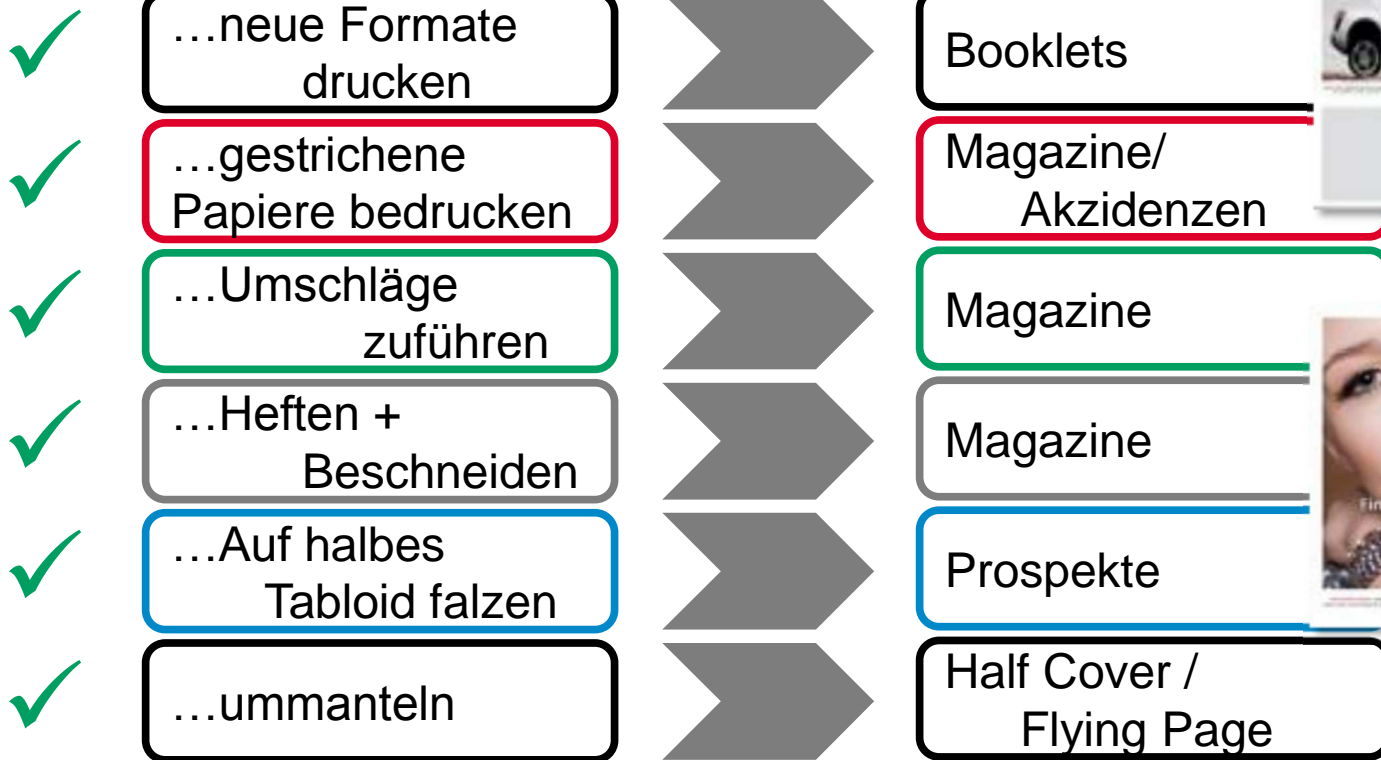 …neue Formate
drucken
Booklets
…gestrichene
Papiere bedrucken
Magazine/
Akzidenzen
…Umschläge
zuführen
Magazine
…Heften +
Beschneiden
Magazine
…Auf halbes
Tabloid falzen
Prospekte
…ummanteln
Half Cover /
Flying Page